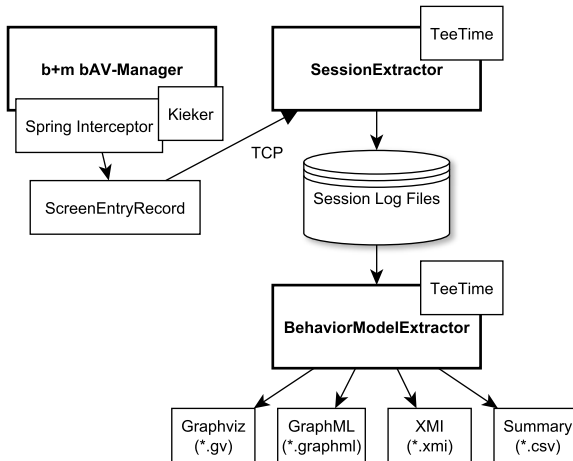 TeeTime
b+m bAV-Manager
SessionExtractor
Kieker
Spring Interceptor
TCP
ScreenEntryRecord
Session Log Files
TeeTime
BehaviorModelExtractor
Graphviz
(*.gv)
GraphML
(*.graphml)
XMI
(*.xmi)
Summary
(*.csv)